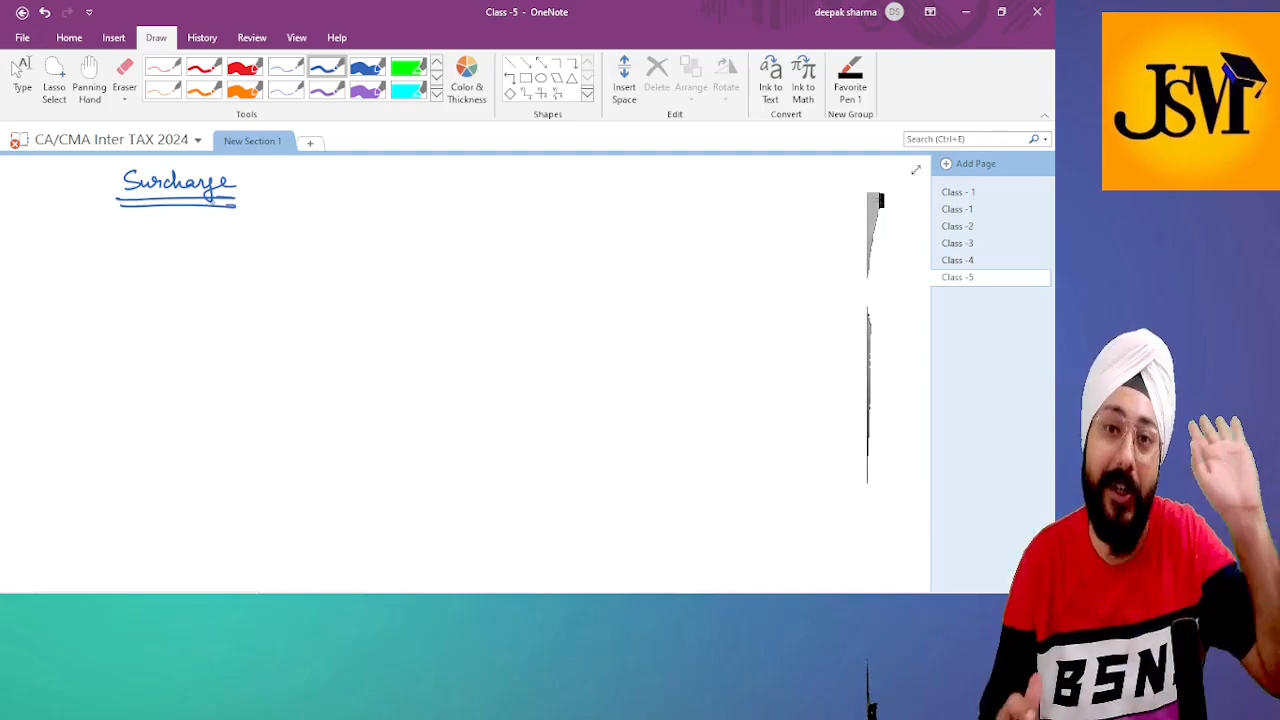 Class -5 - OneNote
deepak sharma
DS
File
Home
Insert
Draw
History
Review
View
Help
Type
Lasso
Select
Panning
Hand
Eraser
Color &
Thickness
Insert
Space
Delete
Arrange
Rotate
Ink to
Text
Ink to
Math
Favorite
Pen 1
Tools
Shapes
Edit
Convert
New Group
CA/CMA Inter TAX 2024
New Section 1
Search (Ctrl+E)
Surcharge
Add Page
Class - 1
Class -1
Class -2
Class -3
Class -4
Class -5
JSM
BSN